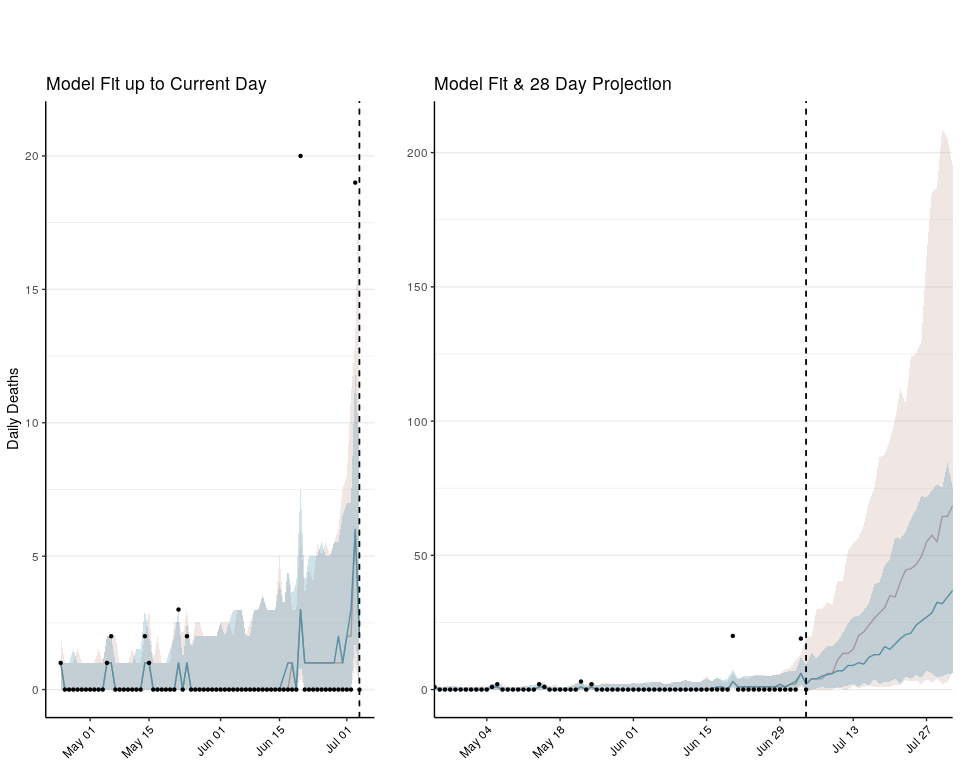 Model Fit up to Current Day
Daily Deaths
20
15
10
5
0
May 01
May 15
Jun 01
Jun 15
Jul 01
Model Fit & 28 Day Projection
200
150
100
50
0
May 04
May 18
Jun 01
Jun 15
Jun 29
Jul 13
Jul 27